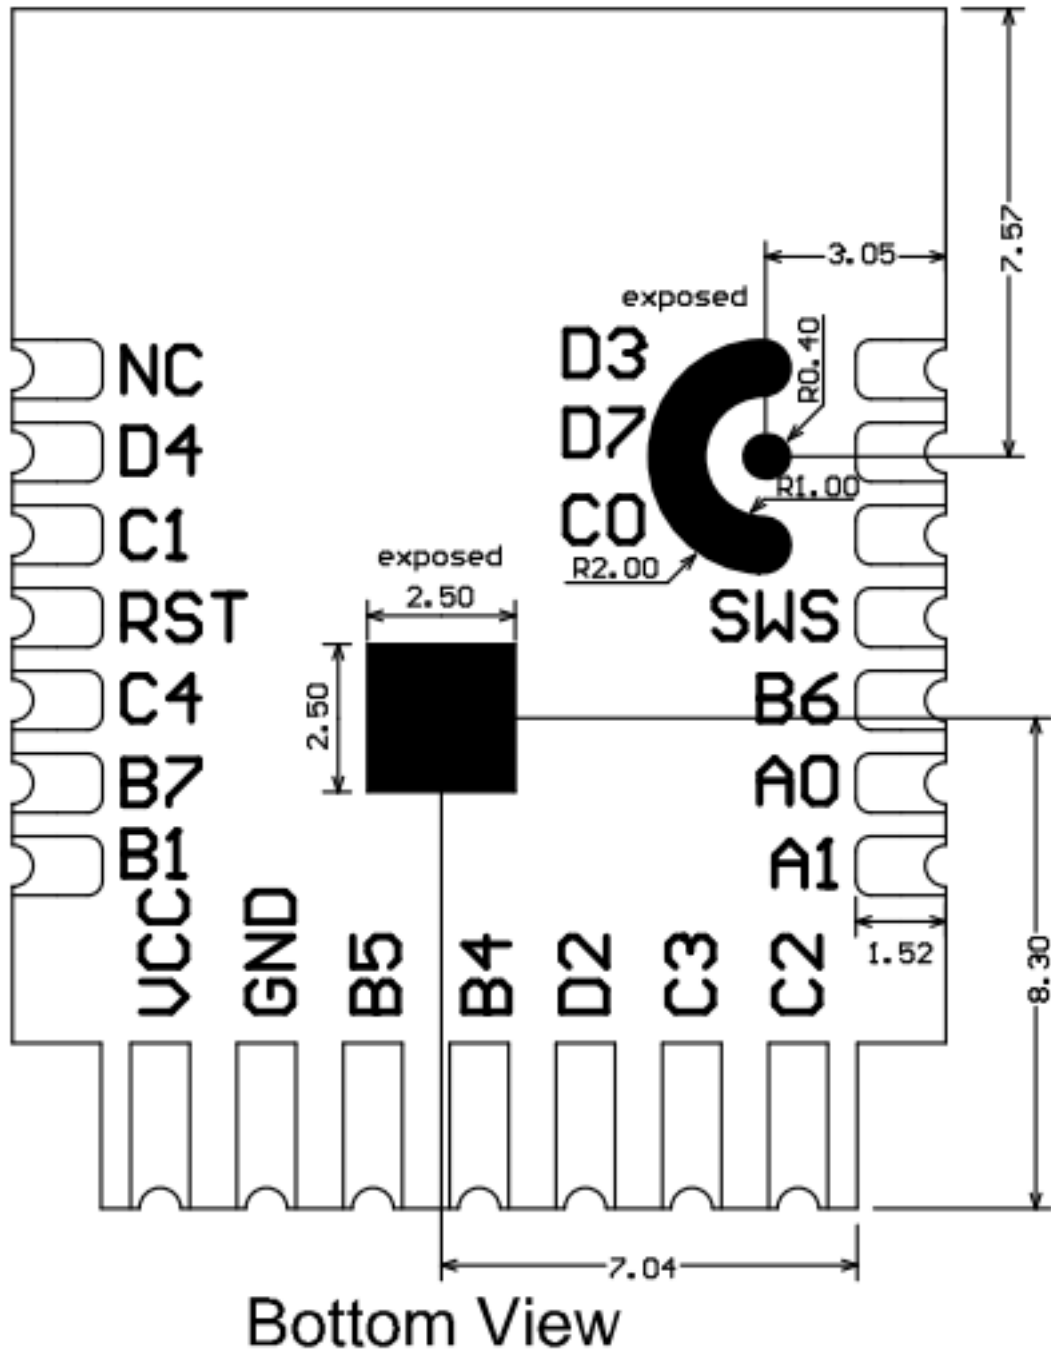 7.57
3.05
exposed
R0.40
D3
NC
D7
D4
R1.00
C0
C1
exposed
R2.00
2.50
RST
SWS
2.50
C4
B6
B7
A0
B1
A1
VCC
GND
B5
B4
D2
C3
C2
1.52
8.30
7.04
Bottom View